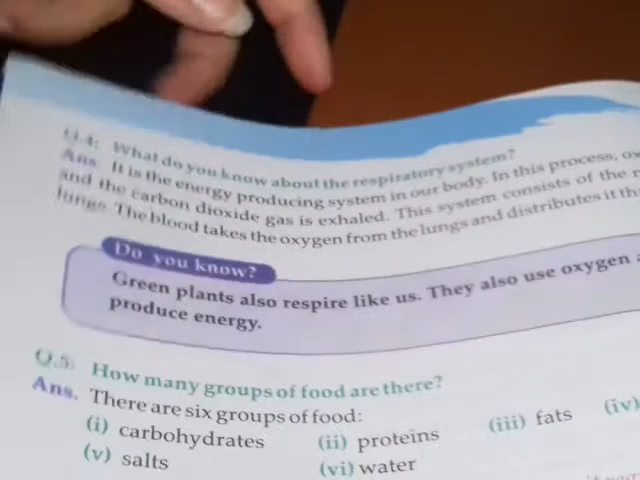 Q.4: What do you know about the respiratory system?
Ans. It is the energy producing system in our body. In this process,
and the carbon dioxide gas is exhaled. This system consists of the
lungs. The blood takes the oxygen from the lungs and distributes it
Do you know?
Green plants also respire like us. They also use oxygen
produce energy.
Q.5: How many groups of food are there?
Ans. There are six groups of food:
(i) carbohydrates (ii) proteins (iii) fats (iv)
(v) salts (vi) water